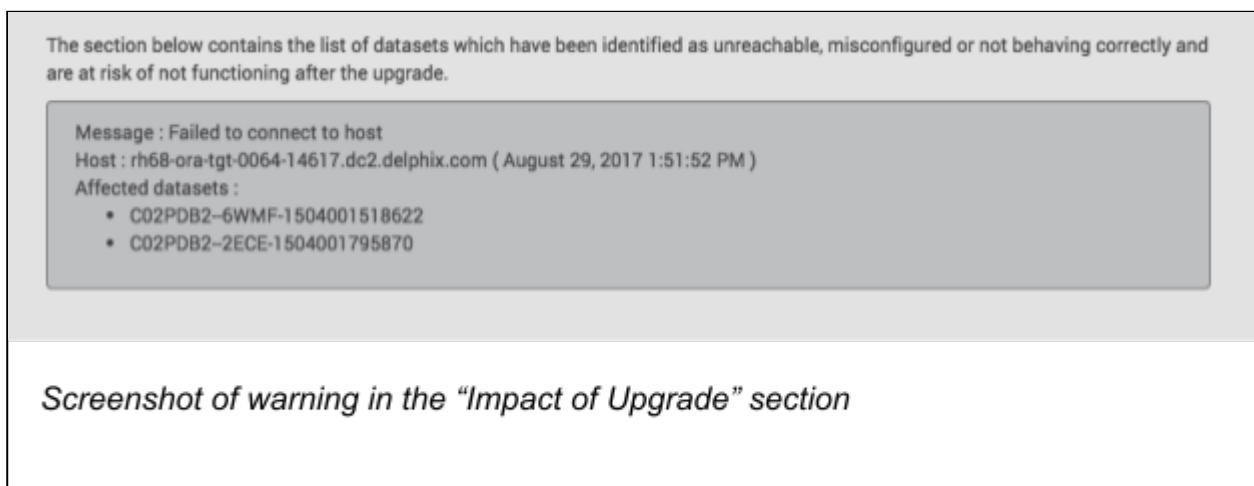 The section below contains the list of datasets which have been identified as unreachable, misconfigured or not behaving correctly and
are at risk of not functioning after the upgrade.
Message : Failed to connect to host
Host : rh68-ora-tgt-0064-14617.dc2.delphix.com ( August 29, 2017 1:51:52 PM )
Affected datasets :
• C02PDB2--6WMF-1504001518622
• C02PDB2--2ECE-1504001795870
Screenshot of warning in the “Impact of Upgrade” section